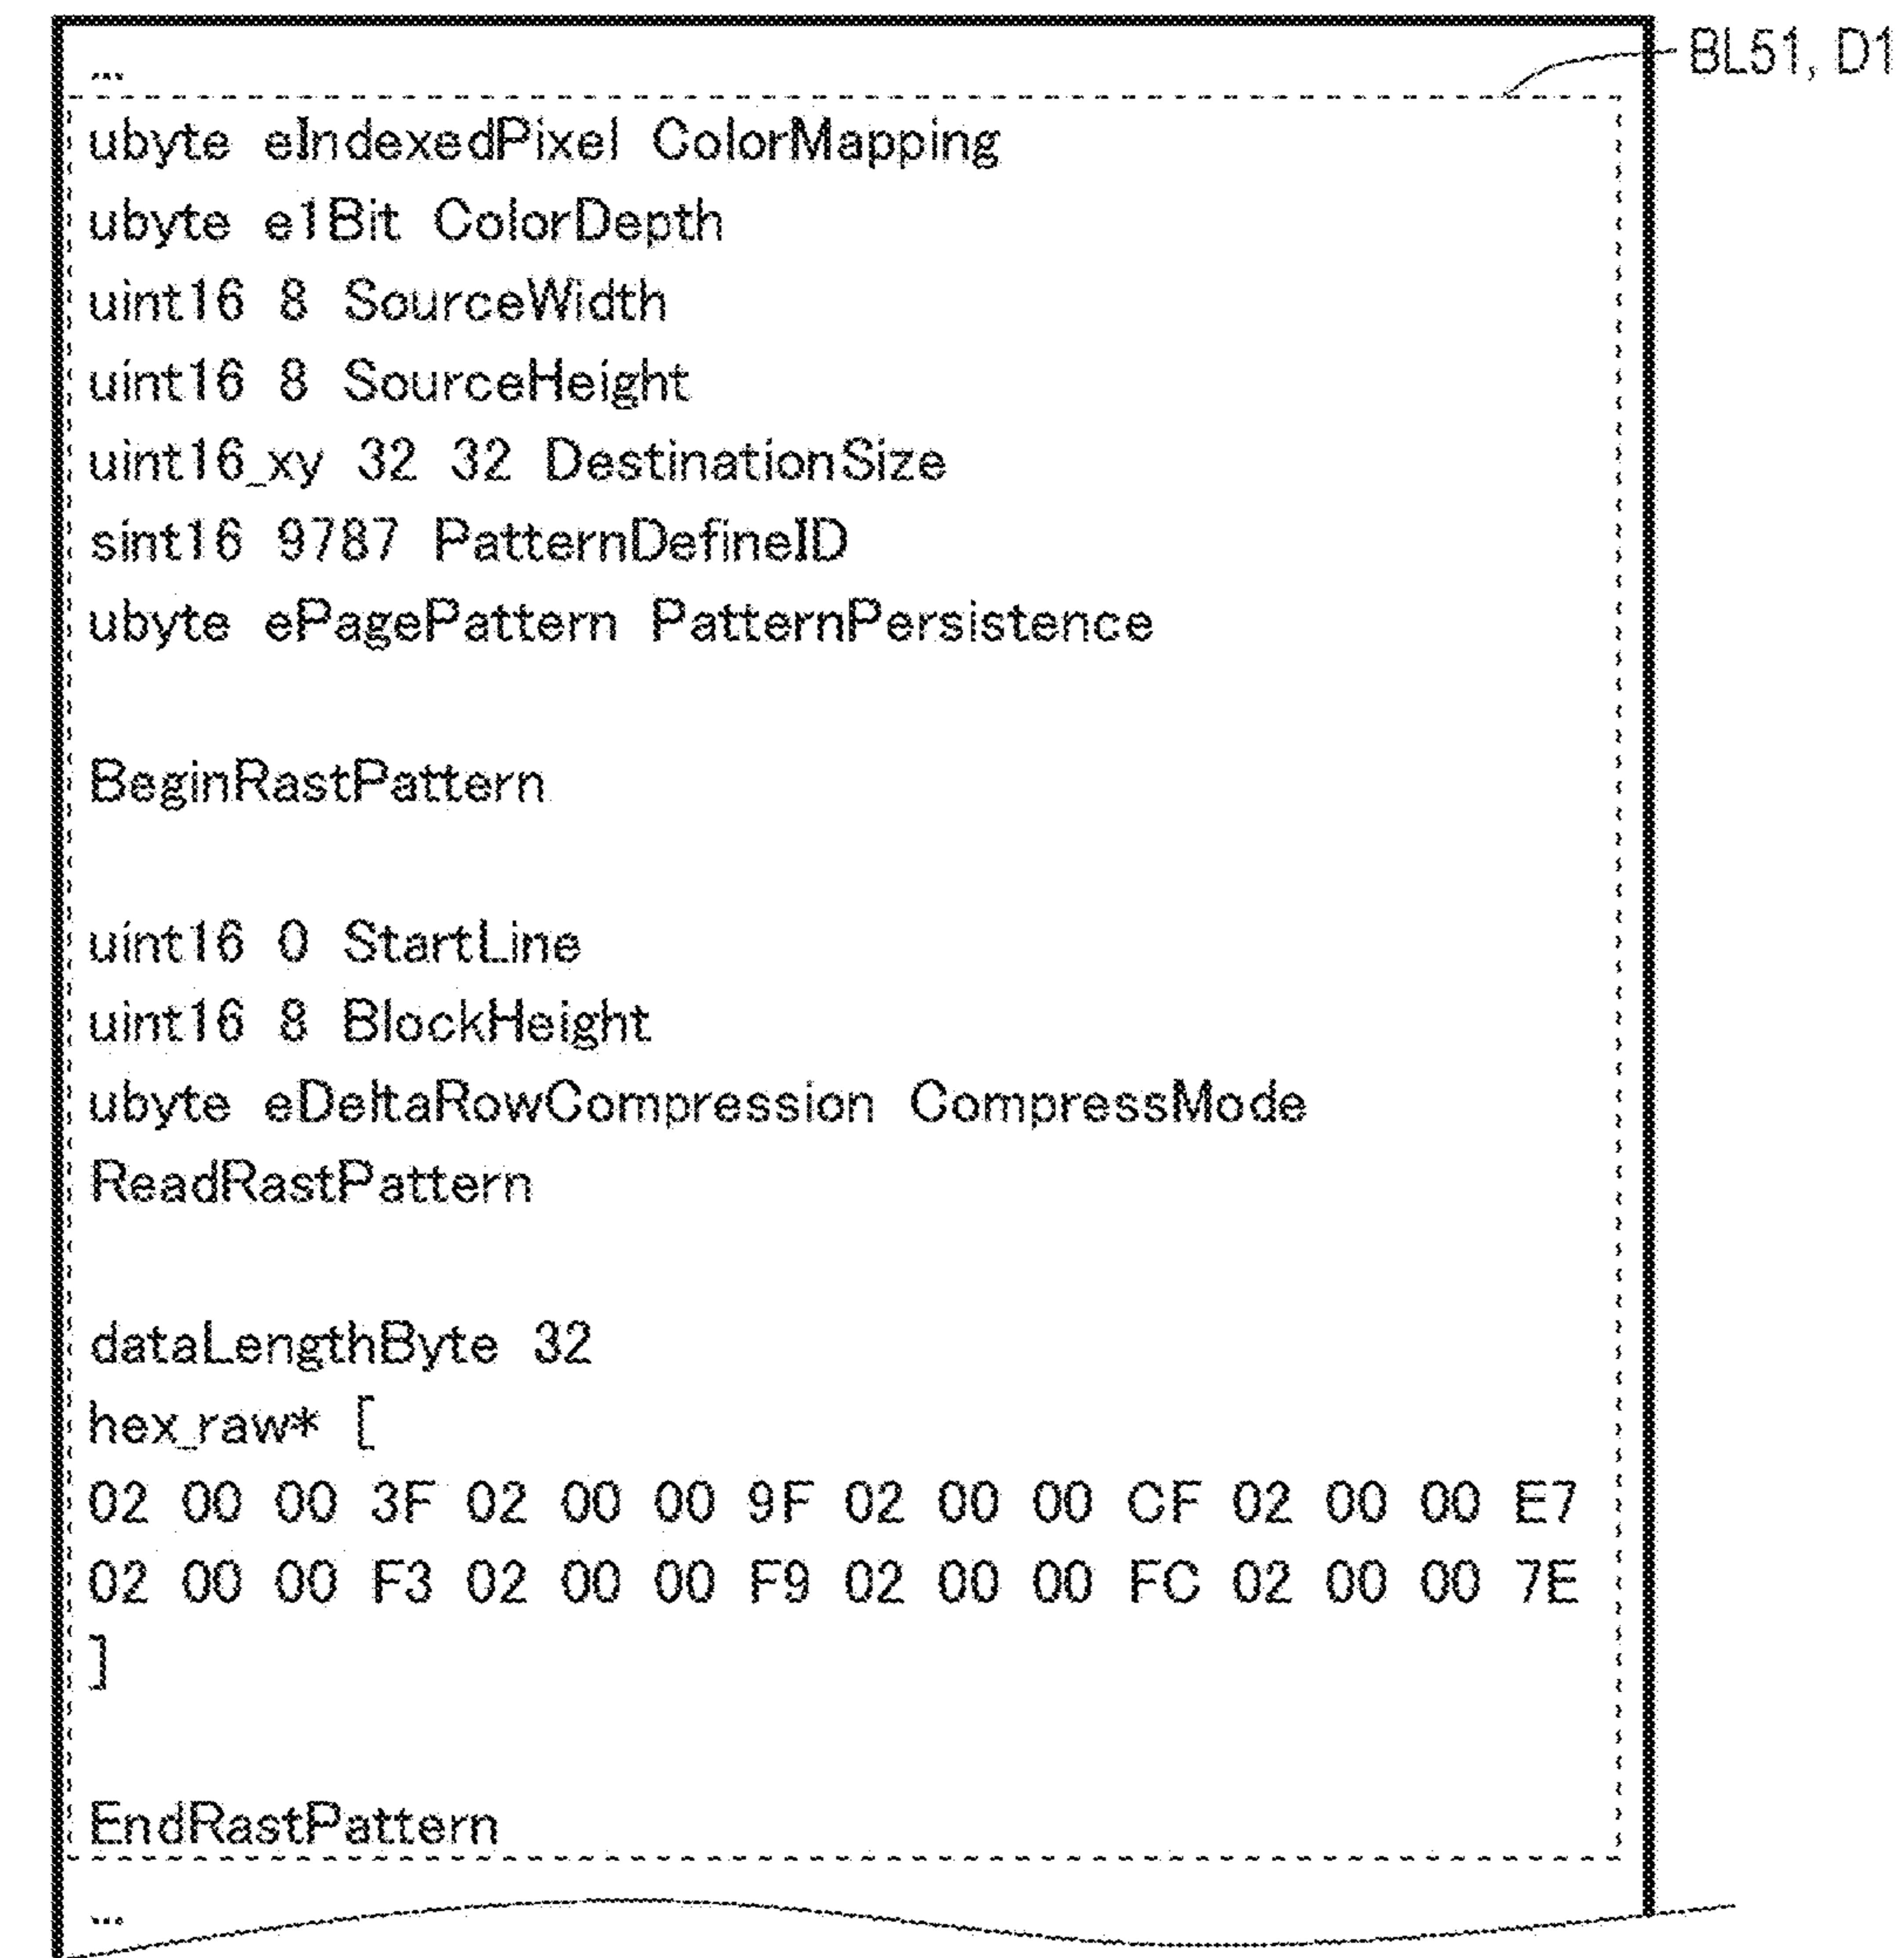 ...
BL51, D1
ubyte eIndexedPixel ColorMapping
ubyte e1Bit ColorDepth
uint16 8 SourceWidth
uint16 8 SourceHeight
uint16_xy 32 32 DestinationSize
sint16 9787 PatternDefineID
ubyte ePagePattern PatternPersistence
BeginRastPattern
uint16 0 StartLine
uint16 8 BlockHeight
ubyte eDeltaRowCompression CompressMode
ReadRastPattern
dataLengthByte 32
hex_raw* [
02 00 00 3F 02 00 00 9F 02 00 00 CF 02 00 00 E7
02 00 00 F3 02 00 00 F9 02 00 00 FC 02 00 00 7E
]
EndRastPattern
...